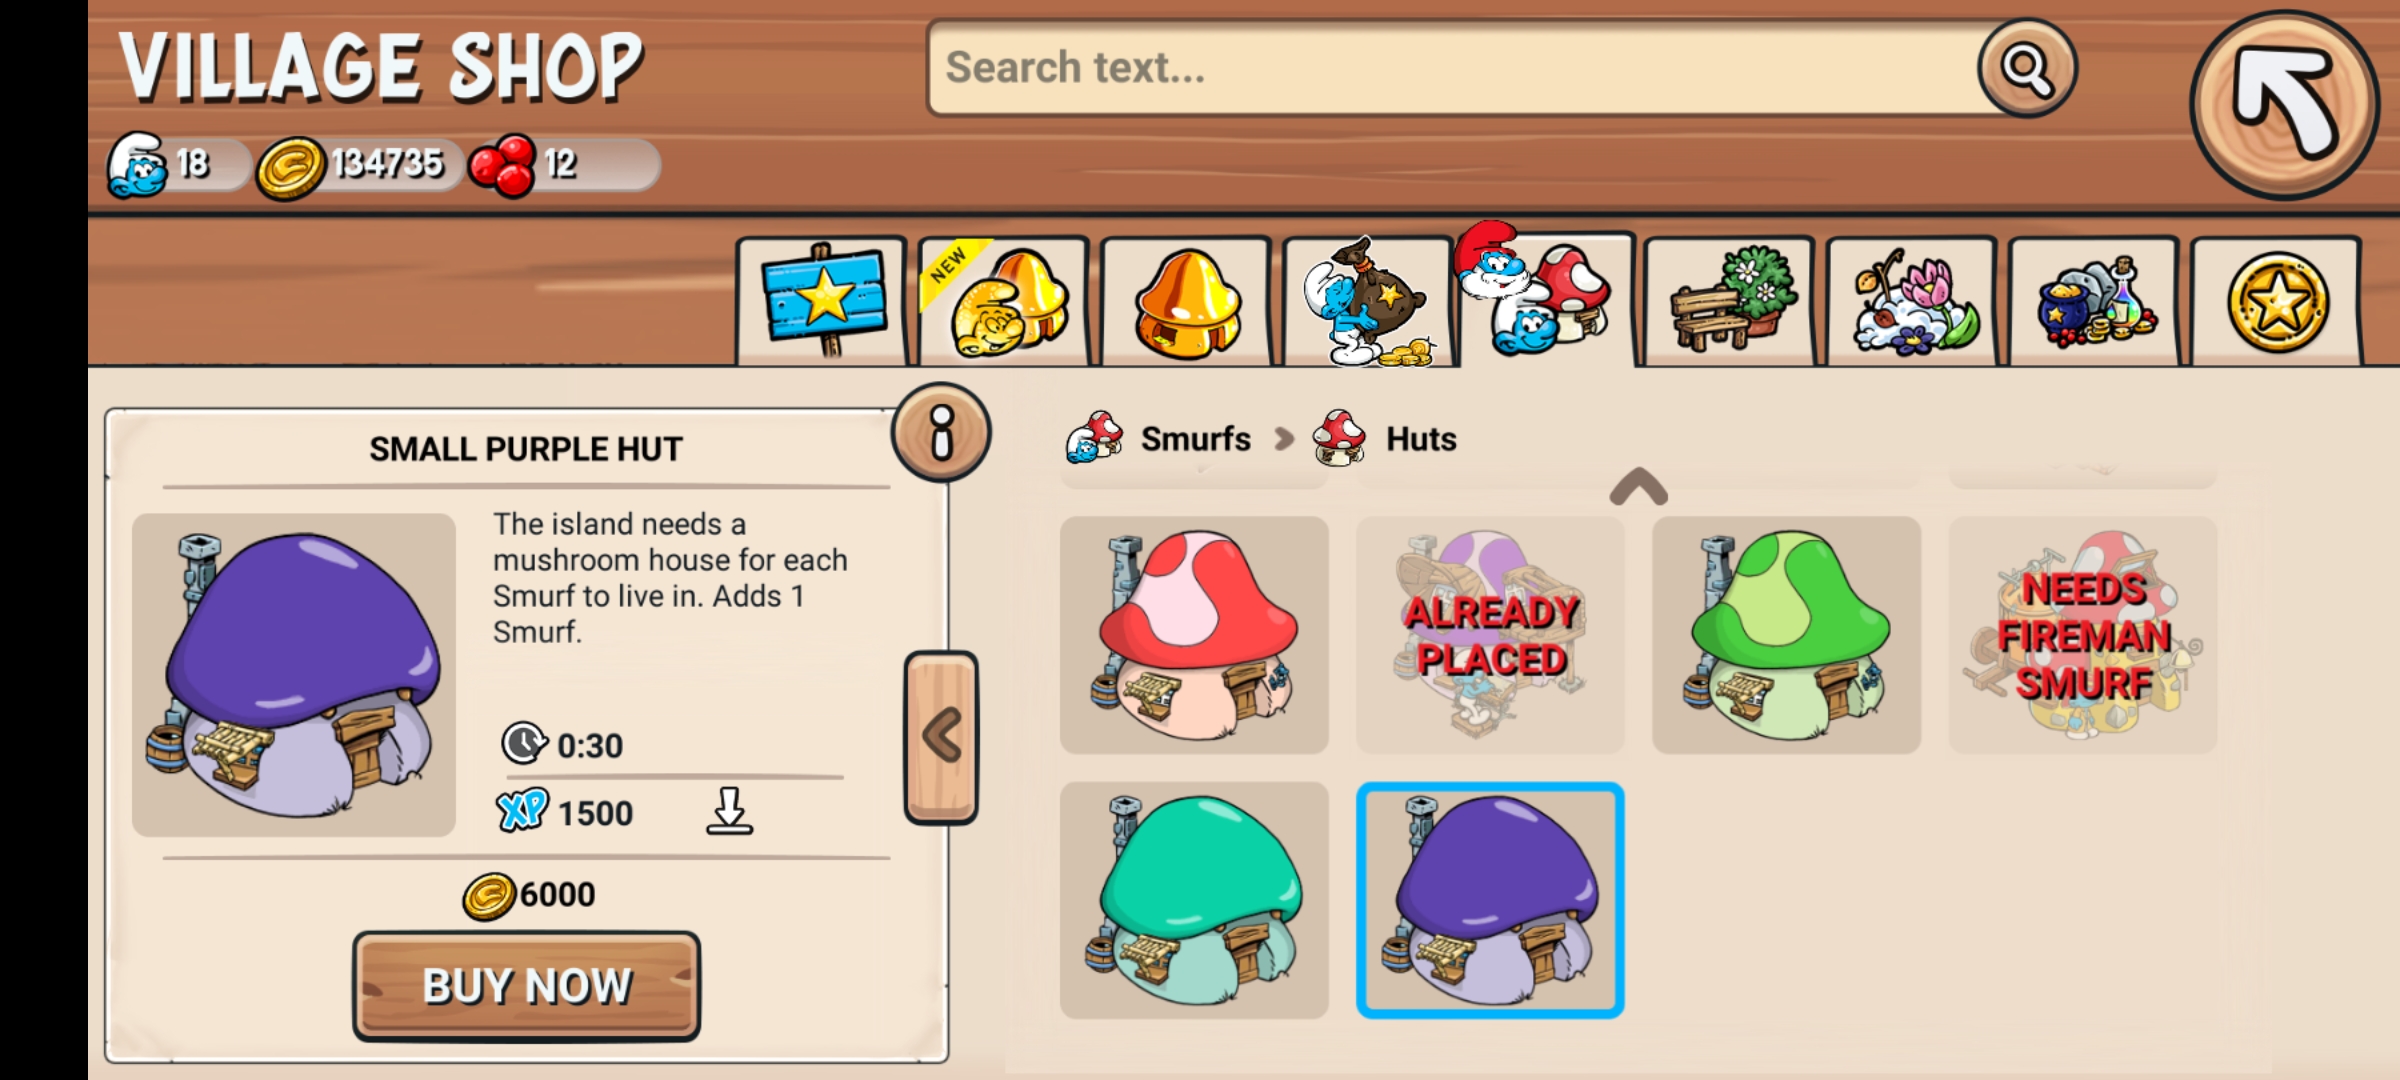 VILLAGE SHOP
Search text...
18
134735
12
NEW
SMALL PURPLE HUT
The island needs a
mushroom house for each
Smurf to live in. Adds 1
Smurf.
0:30
XP 1500
6000
BUY NOW
Smurfs
Huts
ALREADY
PLACED
NEEDS
FIREMAN
SMURF